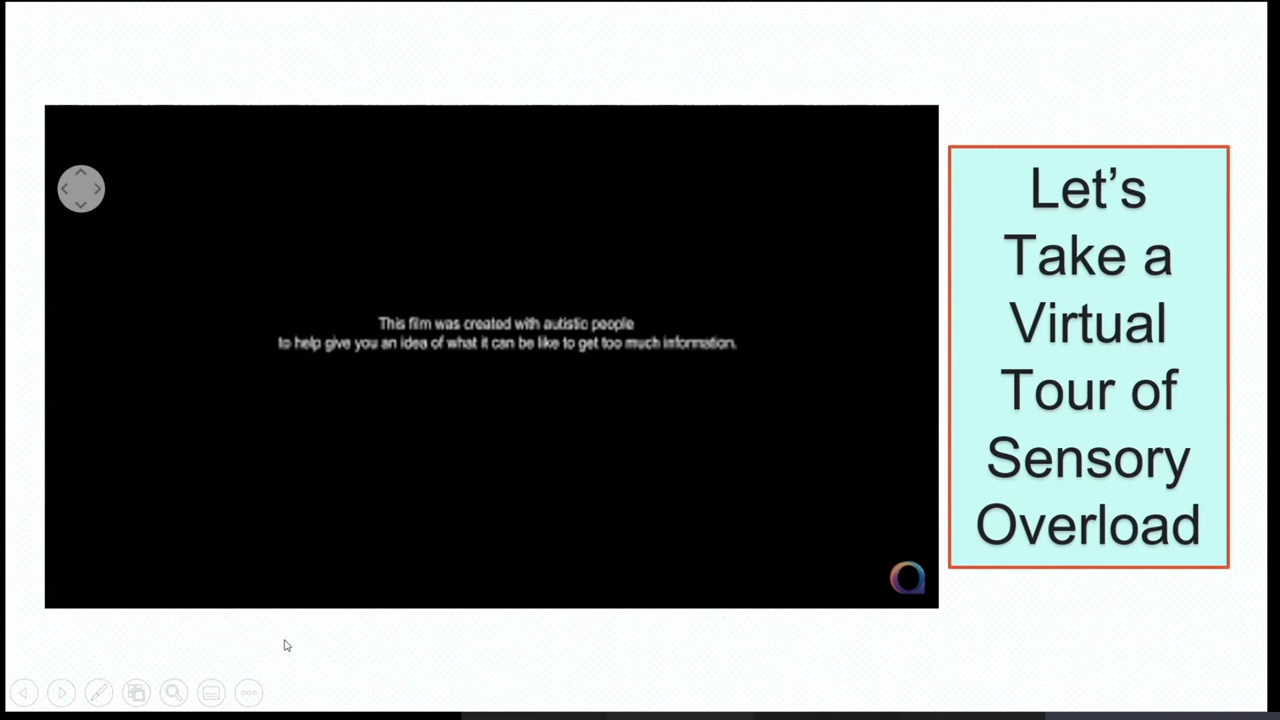 This film was created with autistic people
to help give you an idea of what it can be like to get too much information.
Let’s
Take a
Virtual
Tour of
Sensory
Overload